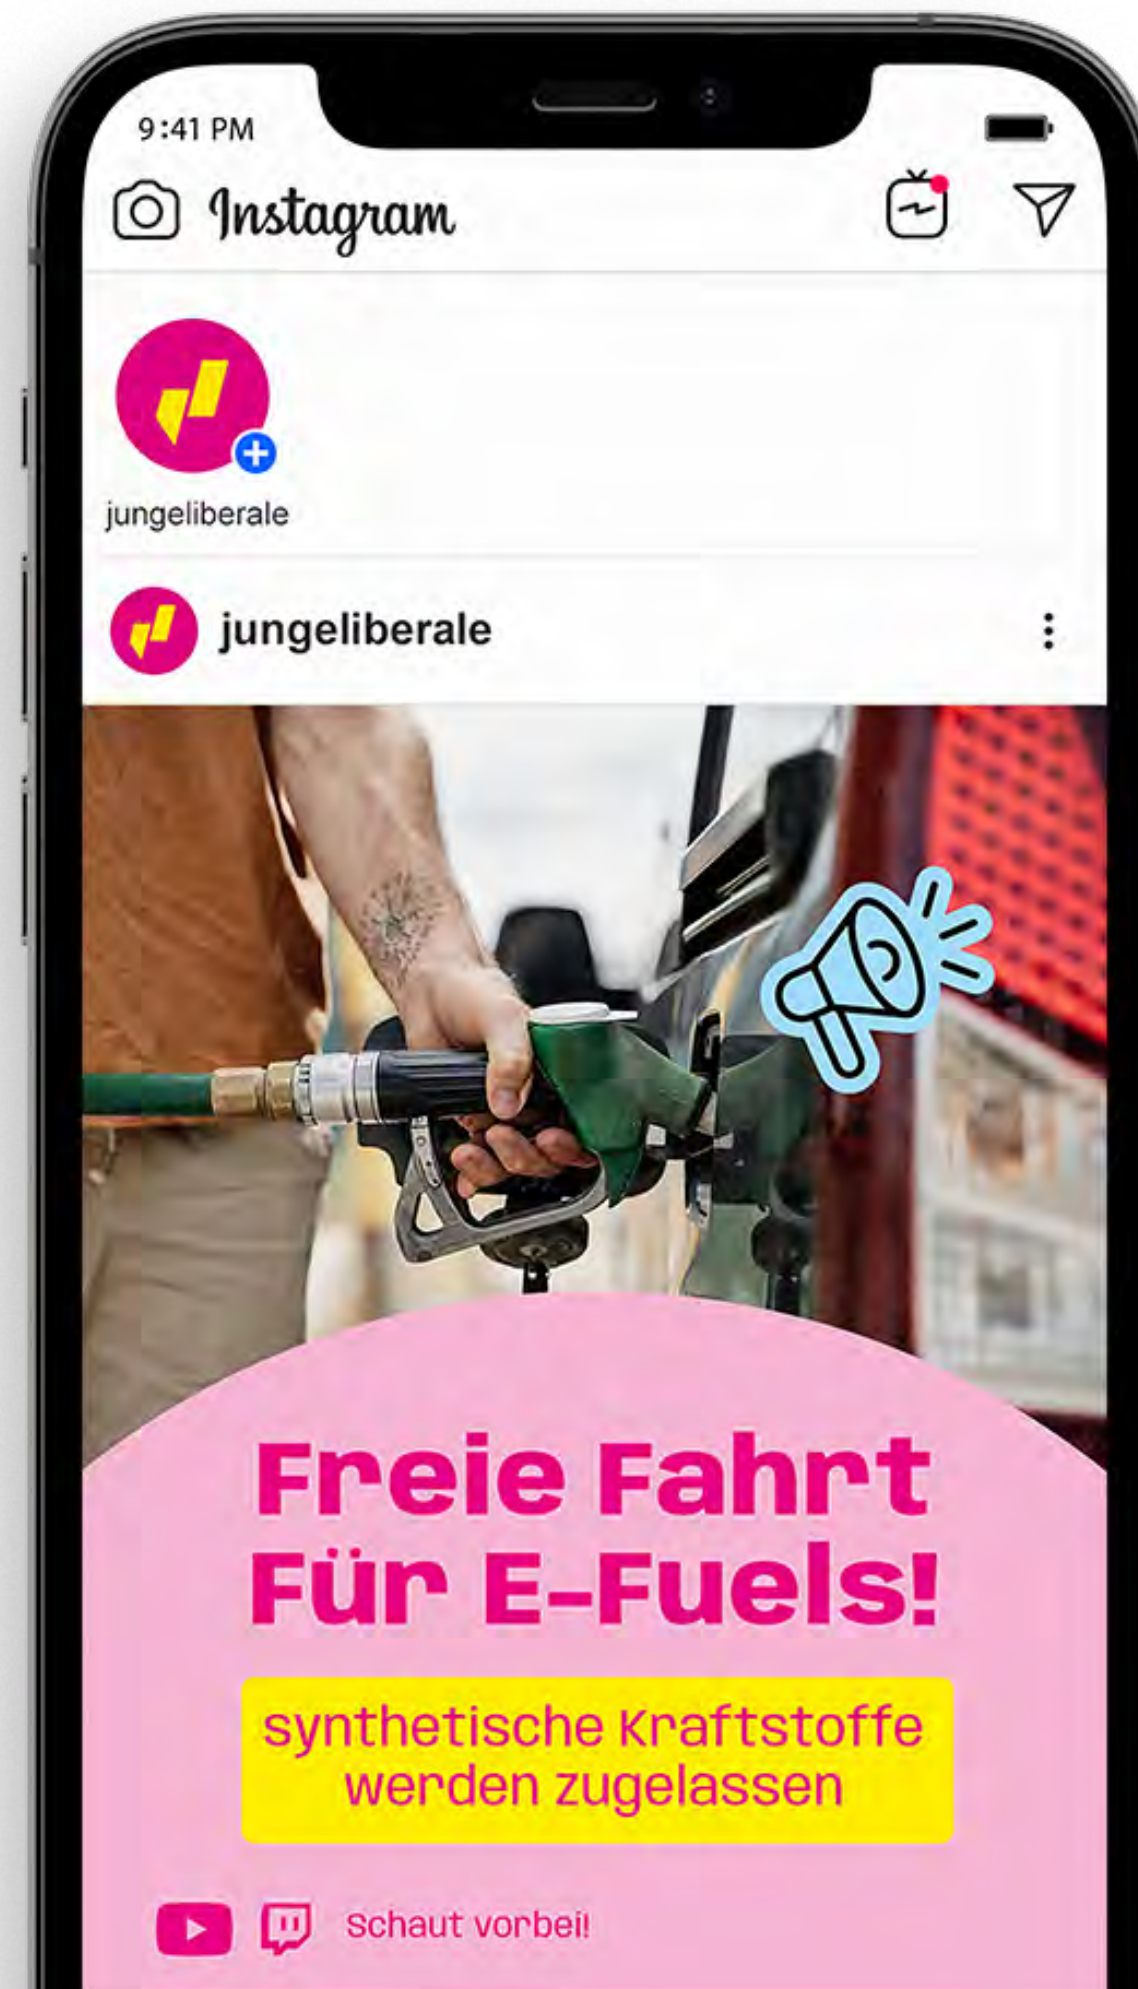 9:41 PM
Instagram
jungeliberale
jungeliberale
Freie Fahrt
Für E-Fuels!
synthetische Kraftstoffe
werden zugelassen
Schaut vorbei!